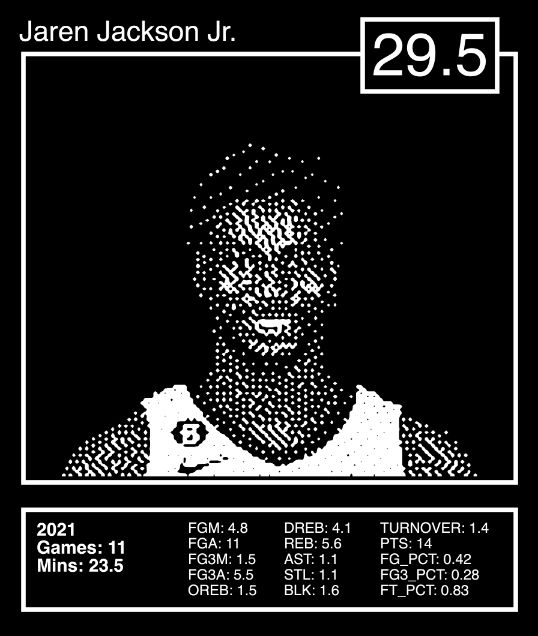 Jaren Jackson Jr.
29.5
2021
Games: 11
Mins: 23.5
FGM: 4.8
FGA: 11
FG3M: 1.5
FG3A: 5.5
OREB: 1.5
DREB: 4.1
REB: 5.6
AST: 1.1
STL: 1.1
BLK: 1.6
TURNOVER: 1.4
PTS: 14
FG_PCT: 0.42
FG3_PCT: 0.28
FT_PCT: 0.83